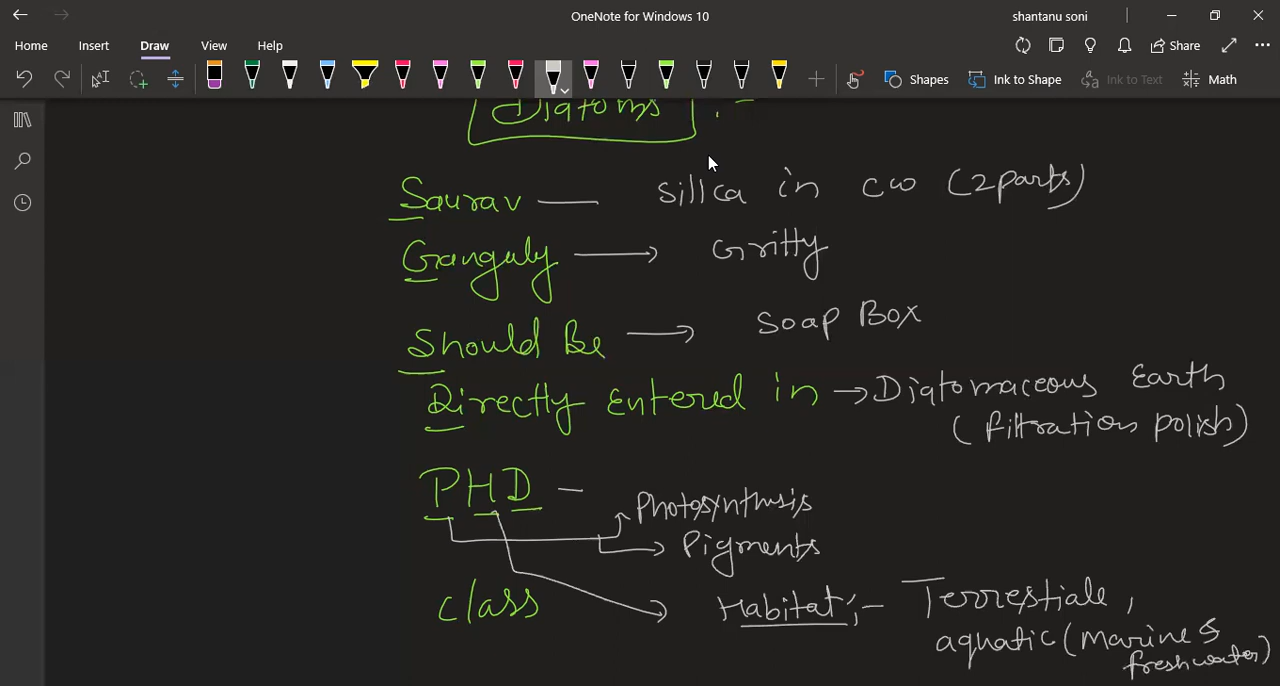 OneNote for Windows 10
shantanu soni
Home Insert Draw View Help
Share
Shapes Ink to Shape Ink to Text Math
Diatoms :-
Saurav — Sillca in cw (2parts)
Ganguly → Gritty
Should Be → Soap Box
Directly Entered in → Diatomaceous Earth
(filtration polish)
PHD - Photosynthesis
Pigments
class Habitat :- Terrestiale,
aquatic (Marine &
freshwater)